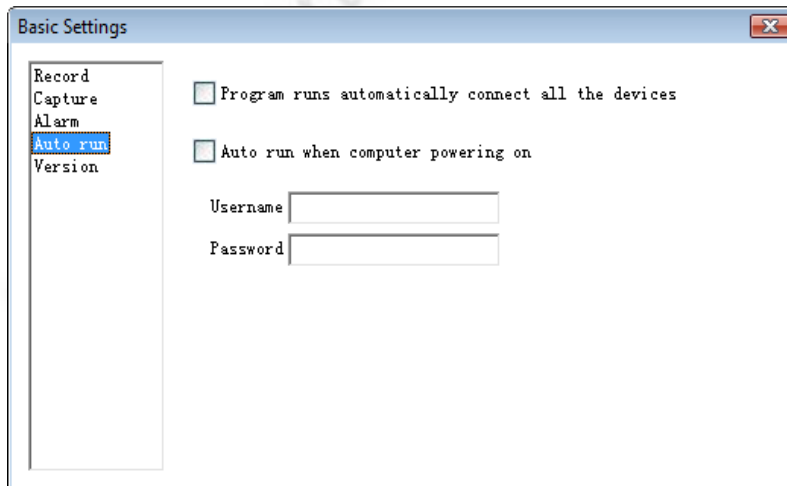 Basic Settings
Record
Capture
Alarm
Auto run
Version
Program runs automatically connect all the devices
Auto run when computer powering on
Username
Password